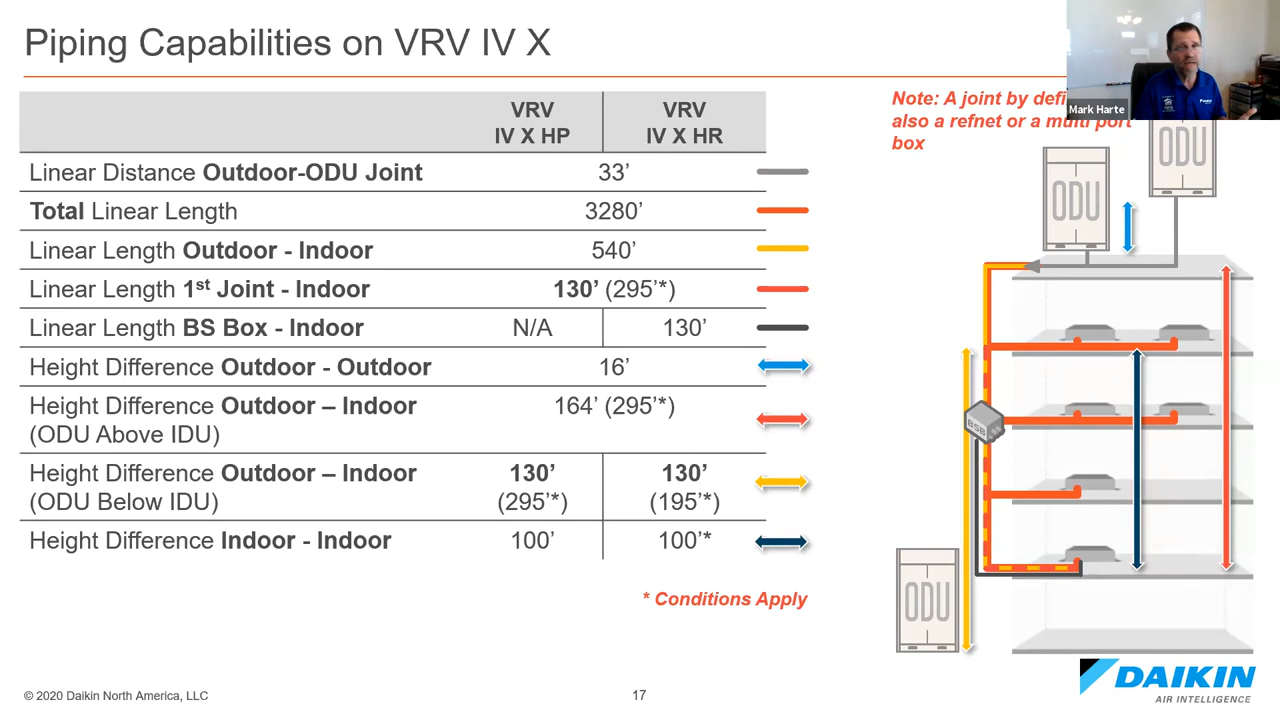 Piping Capabilities on VRV IV X
VRV
IV X HP
VRV
IV X HR
Linear Distance Outdoor-ODU Joint 33’
Total Linear Length 3280’
Linear Length Outdoor - Indoor 540’
Linear Length 1st Joint - Indoor 130’ (295’*)
Linear Length BS Box - Indoor N/A 130’
Height Difference Outdoor - Outdoor 16’
Height Difference Outdoor – Indoor 164’ (295’*)
(ODU Above IDU)
Height Difference Outdoor – Indoor 130’ 130’
(ODU Below IDU) (295’*) (195’*)
Height Difference Indoor - Indoor 100’ 100’*
* Conditions Apply
Note: A joint by
also a refnet or a multi port
box
Mark Harte
ODU
ODU
BSB
ODU
DAIKIN
AIR INTELLIGENCE
© 2020 Daikin North America, LLC
17